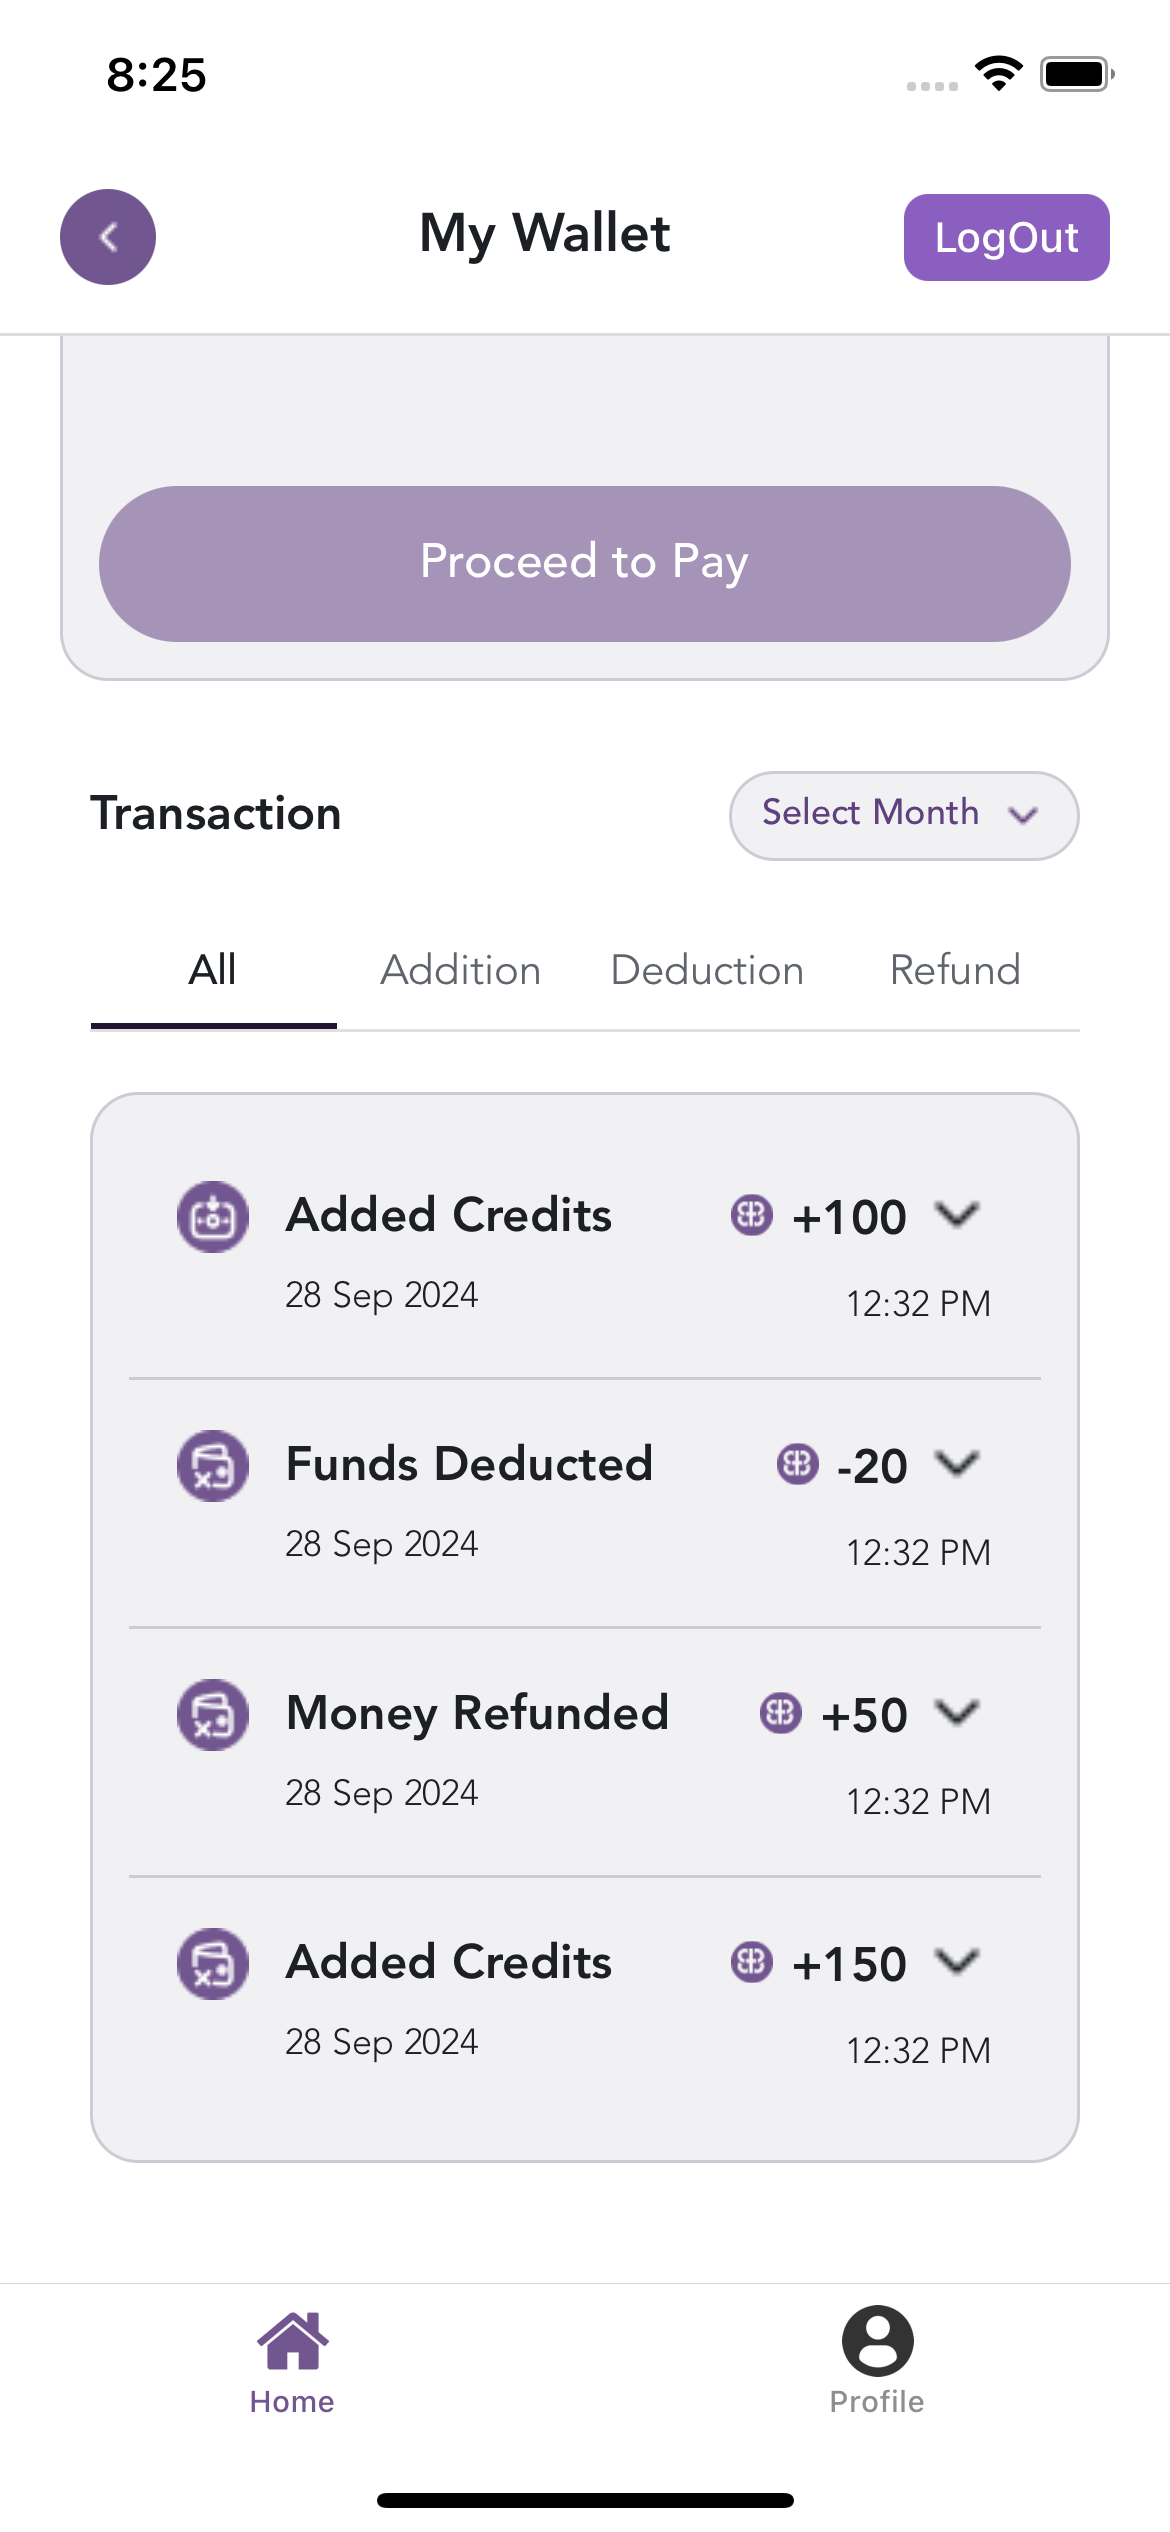 8:25
My Wallet
LogOut
Proceed to Pay
Transaction
Select Month
All Addition Deduction Refund
Added Credits +100
28 Sep 2024 12:32 PM
Funds Deducted -20
28 Sep 2024 12:32 PM
Money Refunded +50
28 Sep 2024 12:32 PM
Added Credits +150
28 Sep 2024 12:32 PM
Home Profile